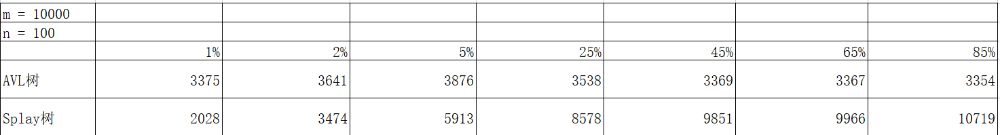 m = 10000
n = 100
1% 2% 5% 25% 45% 65% 85%
AVL树 3375 3641 3876 3538 3369 3367 3354
Splay树 2028 3474 5913 8578 9851 9966 10719